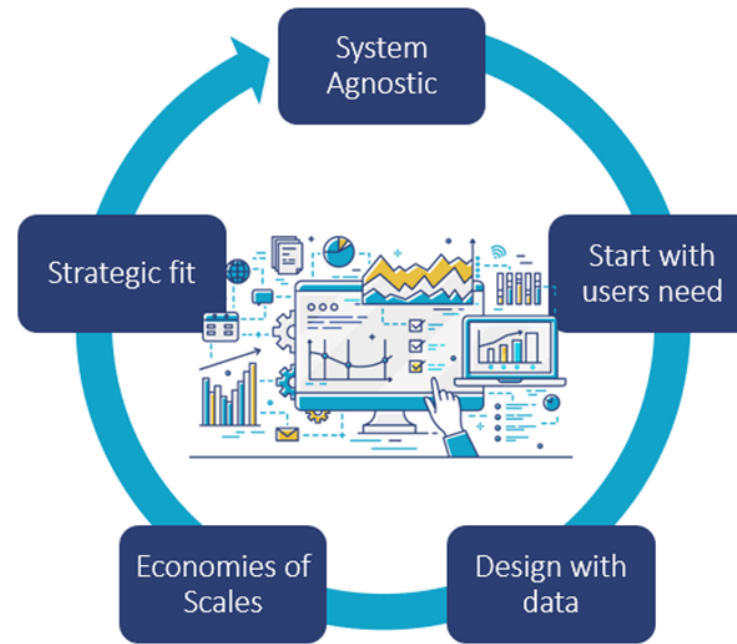 System
Agnostic
Start with
users need
Design with
data
Economies of
Scales
Strategic fit